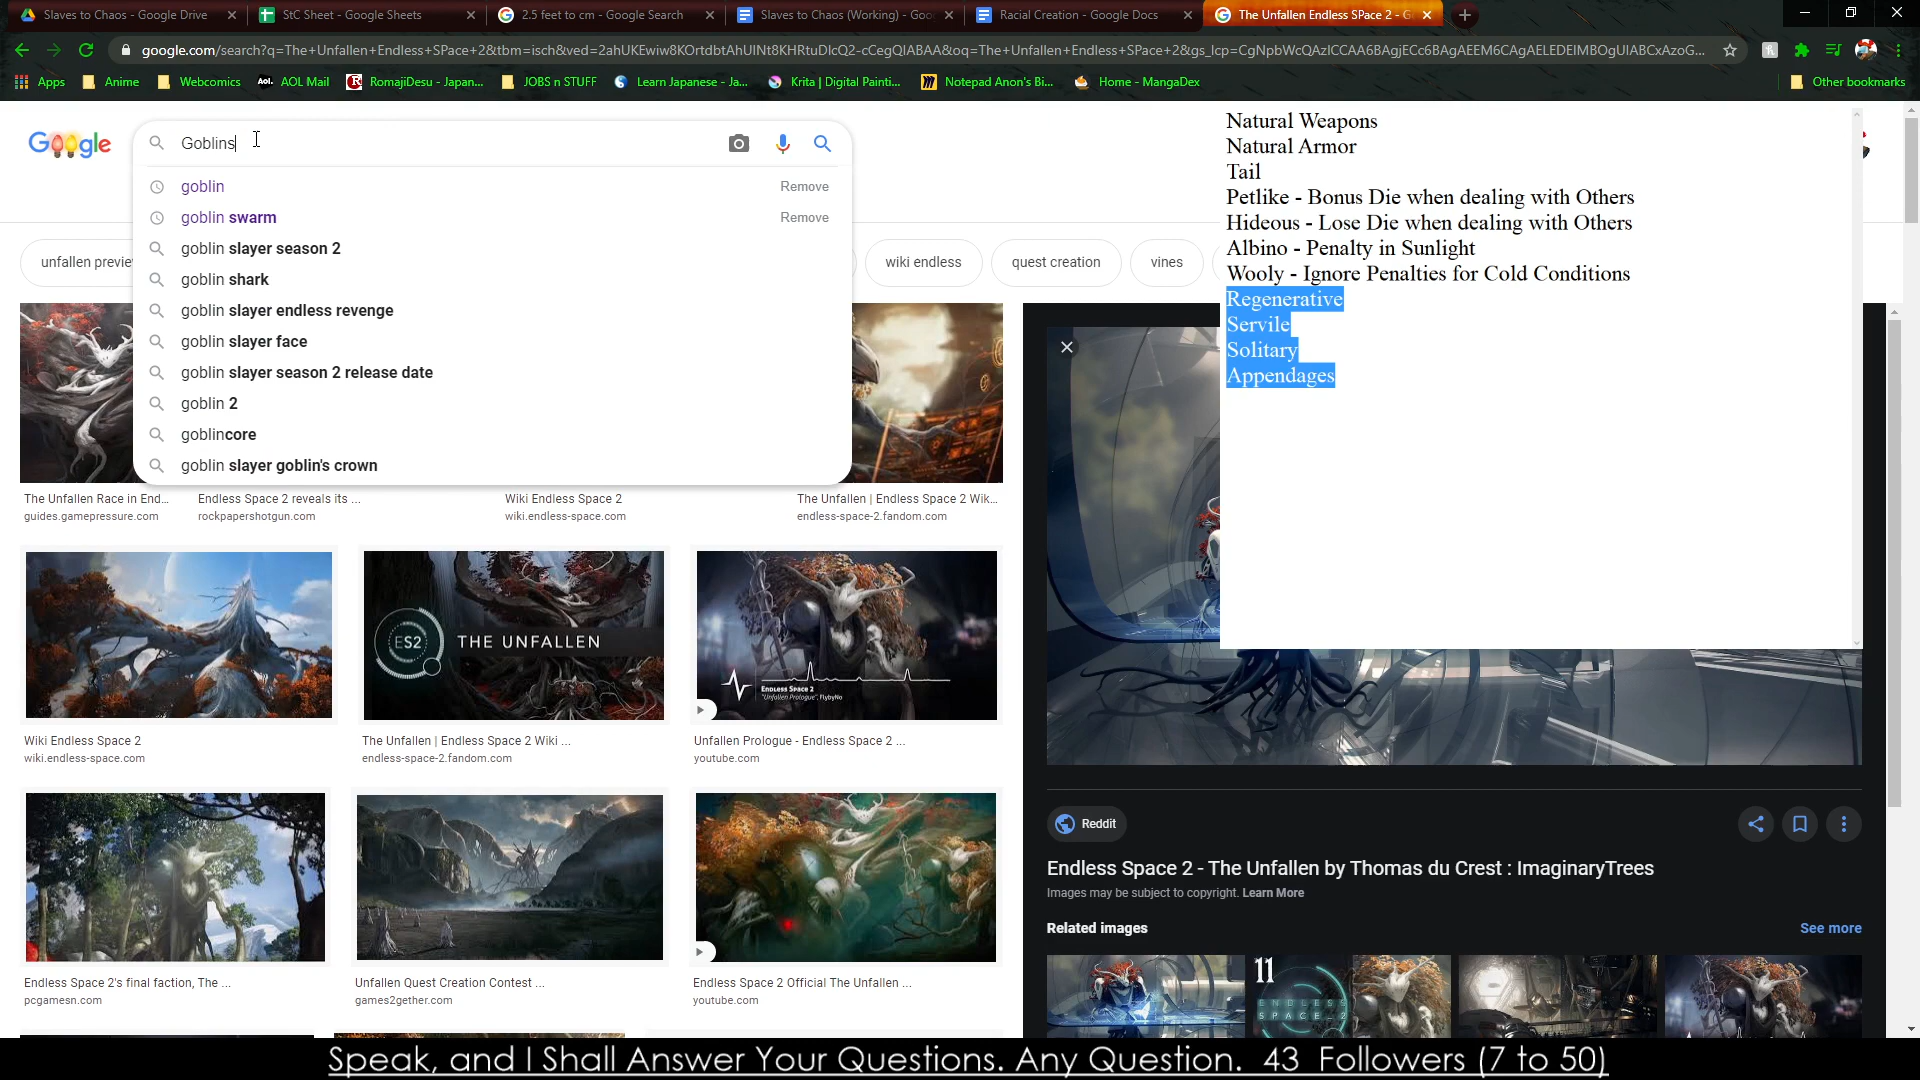 Slaves to Chaos - Google Drive
StC Sheet - Google Sheets
2.5 feet to cm - Google Search
Slaves to Chaos (Working) - Goo
Racial Creation - Google Docs
The Unfallen Endless SPace 2 - G
google.com/search?q=The+Unfallen+Endless+SPace+2&tbm=isch&ved=2ahUKEwiw8KOrtdbtAhUINt8KHRtuDIcQ2-cCegQIABAA&oq=The+Unfallen+Endless+SPace+2&gs_lcp=CgNpbWcQAzICCAA6BAgjECc6BAgAEEM6CAgAELEDEIMBOgUIABCxAzoG...
Apps
Anime
Webcomics
Aol.
AOL Mail
RomajiDesu - Japan...
JOBS n STUFF
Learn Japanese - Ja...
Krita | Digital Painti...
Notepad Anon's Bi...
Home - MangaDex
Other bookmarks
Google
Goblins
goblin
Remove
goblin swarm
Remove
goblin slayer season 2
goblin shark
goblin slayer endless revenge
goblin slayer face
goblin slayer season 2 release date
goblin 2
goblincore
goblin slayer goblin's crown
unfallen previe
wiki endless
quest creation
vines
Natural Weapons
Natural Armor
Tail
Petlike - Bonus Die when dealing with Others
Hideous - Lose Die when dealing with Others
Albino - Penalty in Sunlight
Wooly - Ignore Penalties for Cold Conditions
Regenerative
Servile
Solitary
Appendages
The Unfallen Race in End...
guides.gamepressure.com
Endless Space 2 reveals its ...
rockpapershotgun.com
Wiki Endless Space 2
wiki.endless-space.com
The Unfallen | Endless Space 2 Wik...
endless-space-2.fandom.com
ES2
THE UNFALLEN
ENDLESS SPACE 2
"Unfallen Prologue", FlybyNo
Wiki Endless Space 2
wiki.endless-space.com
The Unfallen | Endless Space 2 Wiki ...
endless-space-2.fandom.com
Unfallen Prologue - Endless Space 2 ...
youtube.com
Endless Space 2's final faction, The ...
pcgamesn.com
Unfallen Quest Creation Contest ...
games2gether.com
Endless Space 2 Official The Unfallen ...
youtube.com
Reddit
Endless Space 2 - The Unfallen by Thomas du Crest : ImaginaryTrees
Images may be subject to copyright. Learn More
Related images
See more
11
ENDLESS
SPACE 2
Speak, and I Shall Answer Your Questions. Any Question. 43 Followers (7 to 50)